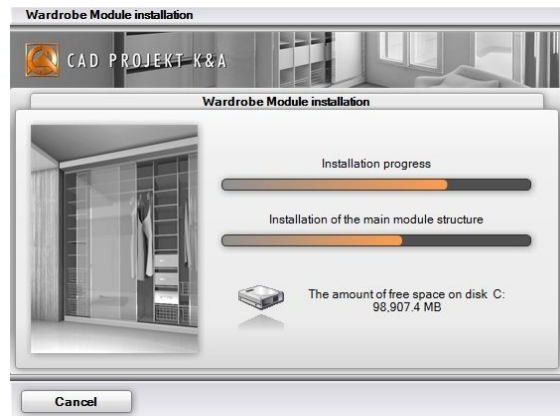 Wardrobe Module installation
CAD PROJEKT K&A
Wardrobe Module installation
Installation progress
Installation of the main module structure
The amount of free space on disk C:
98,907.4 MB
Cancel